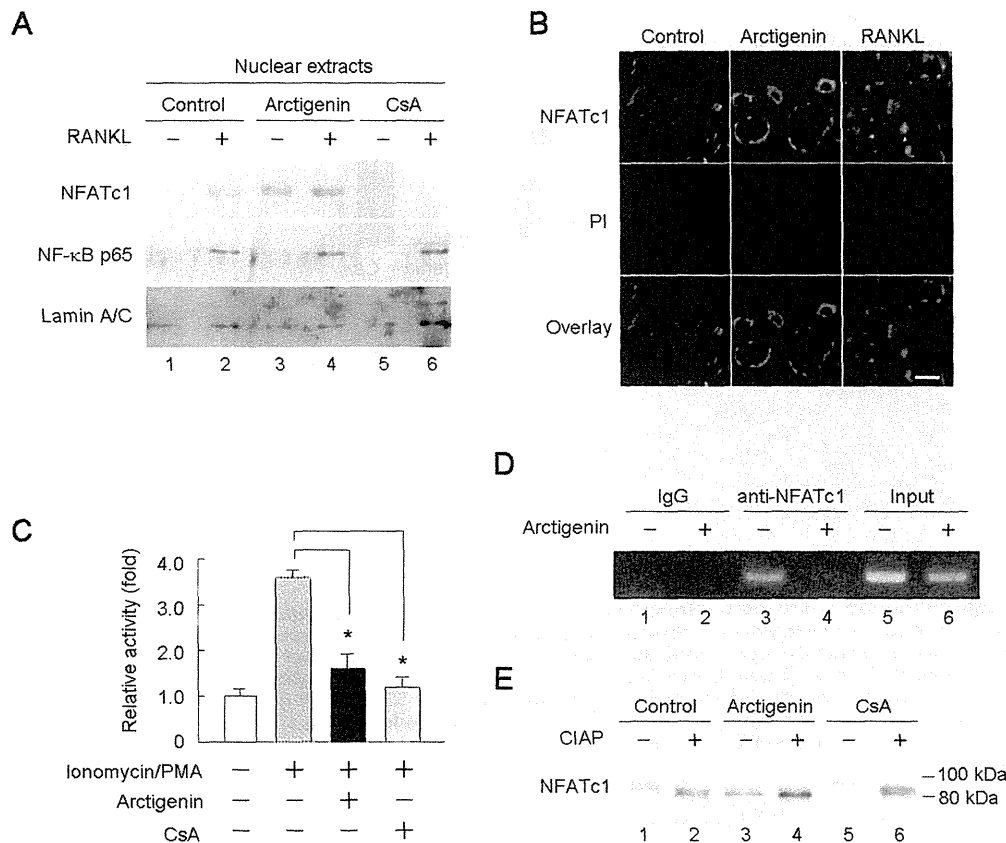 A
Nuclear extracts
Control Arctigenin CsA
RANKL − + − + − +
NFATc1
NF-κB p65
Lamin A/C
1 2 3 4 5 6
B
Control Arctigenin RANKL
NFATc1
PI
Overlay
C
Relative activity (fold)
4.0
3.0
2.0
1.0
0
* *
Ionomycin/PMA − + + +
Arctigenin − − + −
CsA − − − +
D
IgG anti-NFATc1 Input
Arctigenin − + − + − +
1 2 3 4 5 6
E
Control Arctigenin CsA
CIAP − + − + − +
NFATc1
−100 kDa
−80 kDa
1 2 3 4 5 6